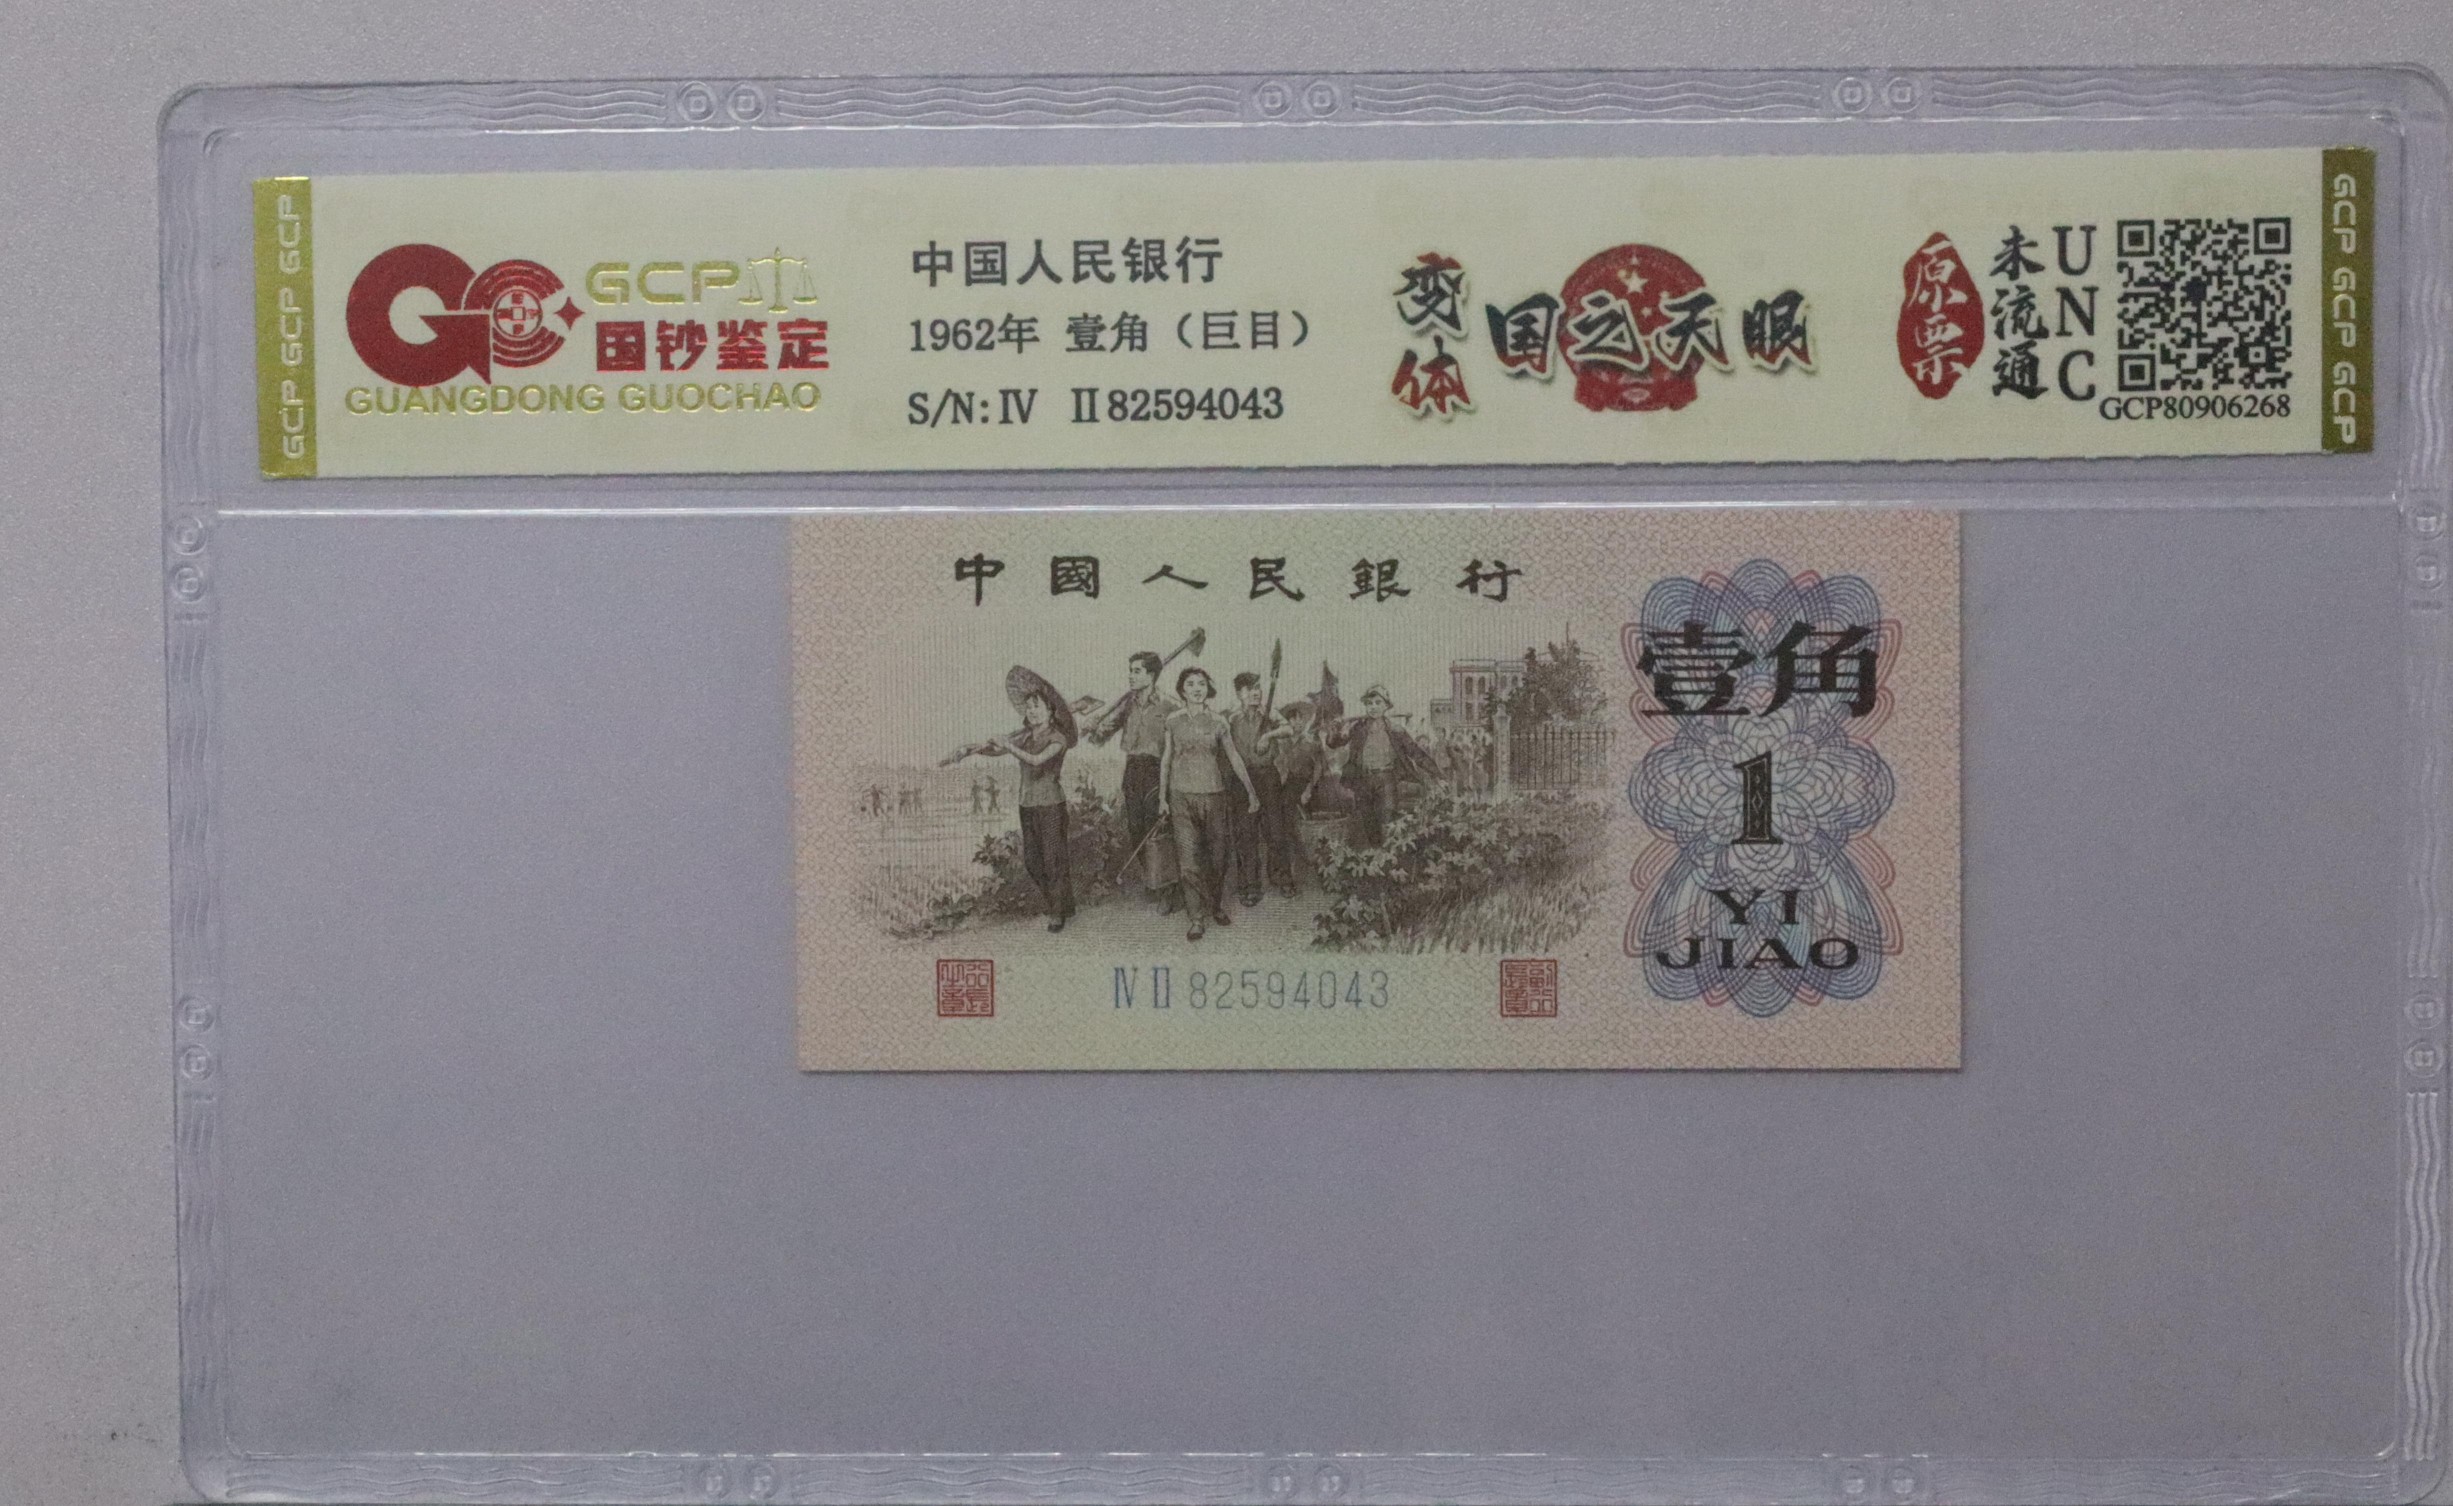 GCP GCP GCP
GCP
国钞鉴定
GUANGDONG GUOCHAO
中国人民银行
1962年 壹角（巨目）
S/N: Ⅳ Ⅱ82594043
变体
国之天眼
原票
未流通
UNC
GCP80906268
GCP GCP GCP
中國人民銀行
壹角
1
YI
JIAO
Ⅳ Ⅱ 82594043